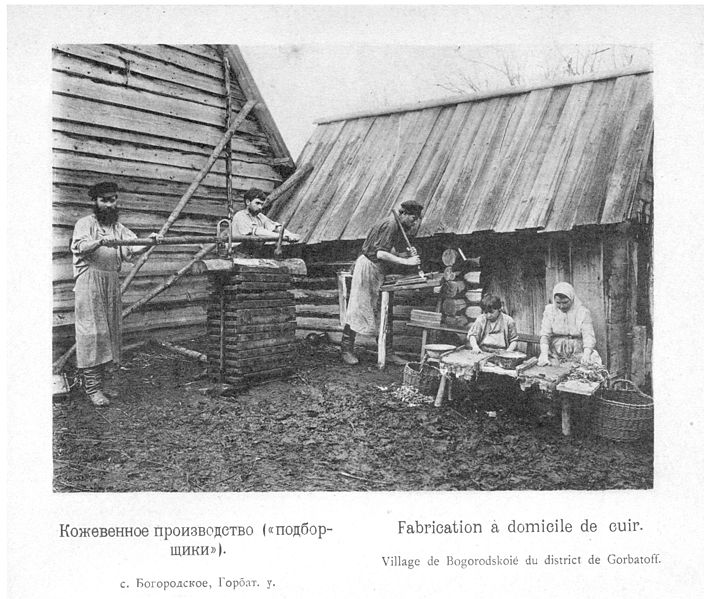 Кожевенное производство («подбор-
щики»).
с. Богородское, Горбат. у.
Fabrication à domicile de cuir.
Village de Bogorodskoié du district de Gorbatoff.